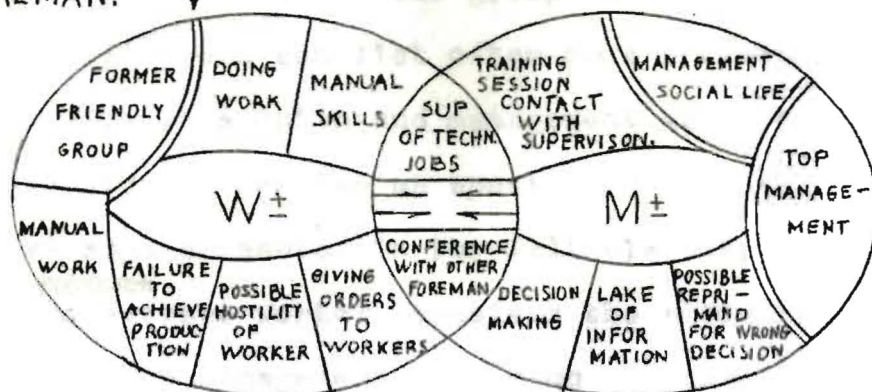 FORMER
FRIENDLY
GROUP
DOING
WORK
MANUAL
SKILLS
SUP
OF TECHN.
JOBS
TRAINING
SESSION
CONTACT
WITH
SUPERVISON.
MANAGEMENT
SOCIAL LIFE
TOP
MANAGE-
MENT
W ±
M ±
MANUAL
WORK
FAILURE
TO
ACHIEVE
PRODUC-
TION
POSSIBLE
HOSTILITY
OF
WORKER
GIVING
ORDERS
TO
WORKERS
CONFERENCE
WITH OTHER
FOREMAN
DECISION
MAKING
LAKE
OF
INFOR
MATION
POSSIBLE
REPRI-
MAND
FOR WRONG
DECISION